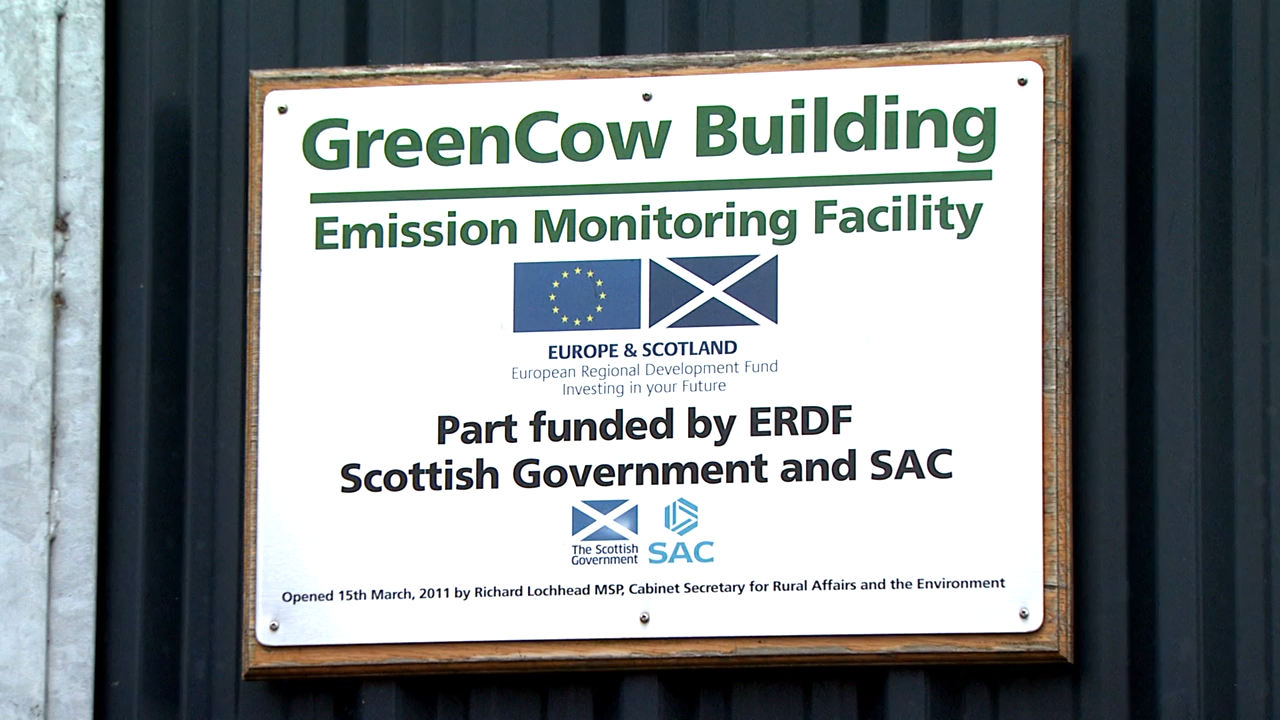 GreenCow Building
Emission Monitoring Facility
EUROPE & SCOTLAND
European Regional Development Fund
Investing in your Future
Part funded by ERDF
Scottish Government and SAC
The Scottish
Government
SAC
Opened 15th March, 2011 by Richard Lochhead MSP, Cabinet Secretary for Rural Affairs and the Environment